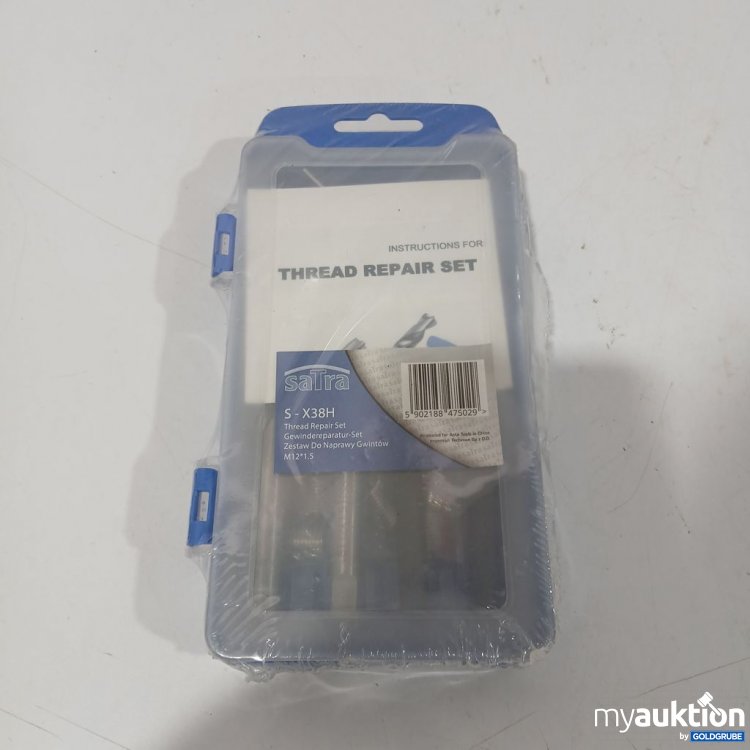 INSTRUCTIONS FOR
THREAD REPAIR SET
saTra
S - X38H
Thread Repair Set
Gewindereparatur-Set
Zestaw Do Naprawy Gwintów
M12*1.5
5 902188 475029 >
myauktion
by GOLDGRUBE